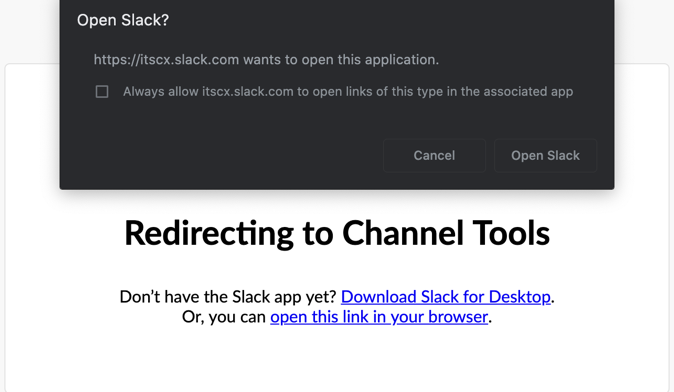 Open Slack?
https://itscx.slack.com wants to open this application.
Always allow itscx.slack.com to open links of this type in the associated app
Cancel
Open Slack
Redirecting to Channel Tools
Don’t have the Slack app yet? Download Slack for Desktop.
Or, you can open this link in your browser.